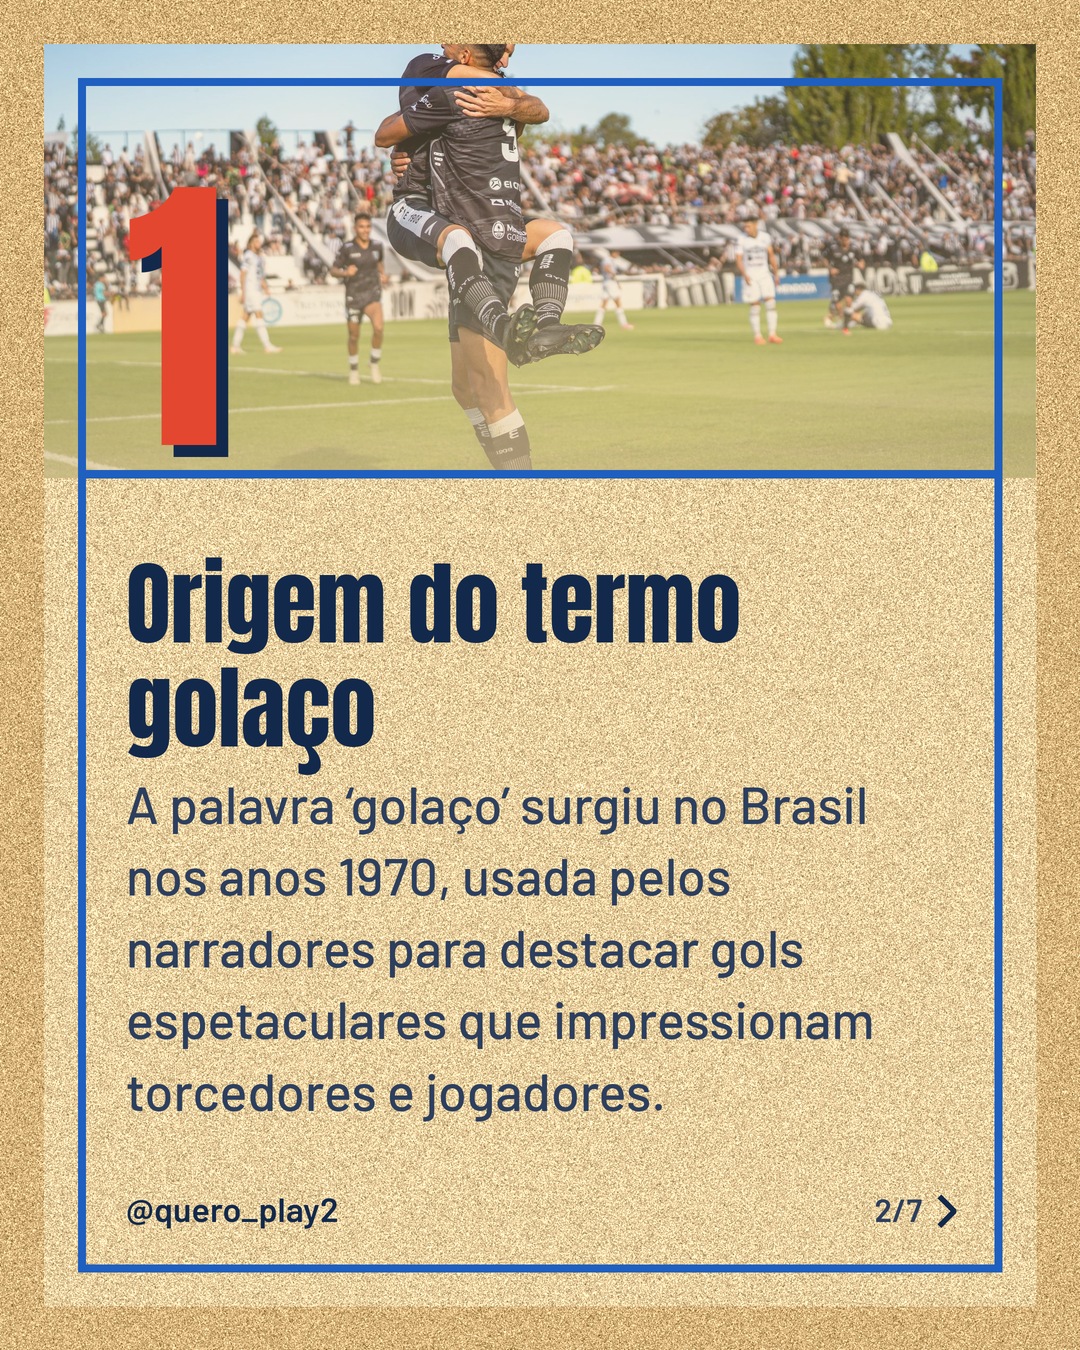 1
Origem do termo
golaço
A palavra ‘golaço’ surgiu no Brasil
nos anos 1970, usada pelos
narradores para destacar gols
espetaculares que impressionam
torcedores e jogadores.
@quero_play2
2/7